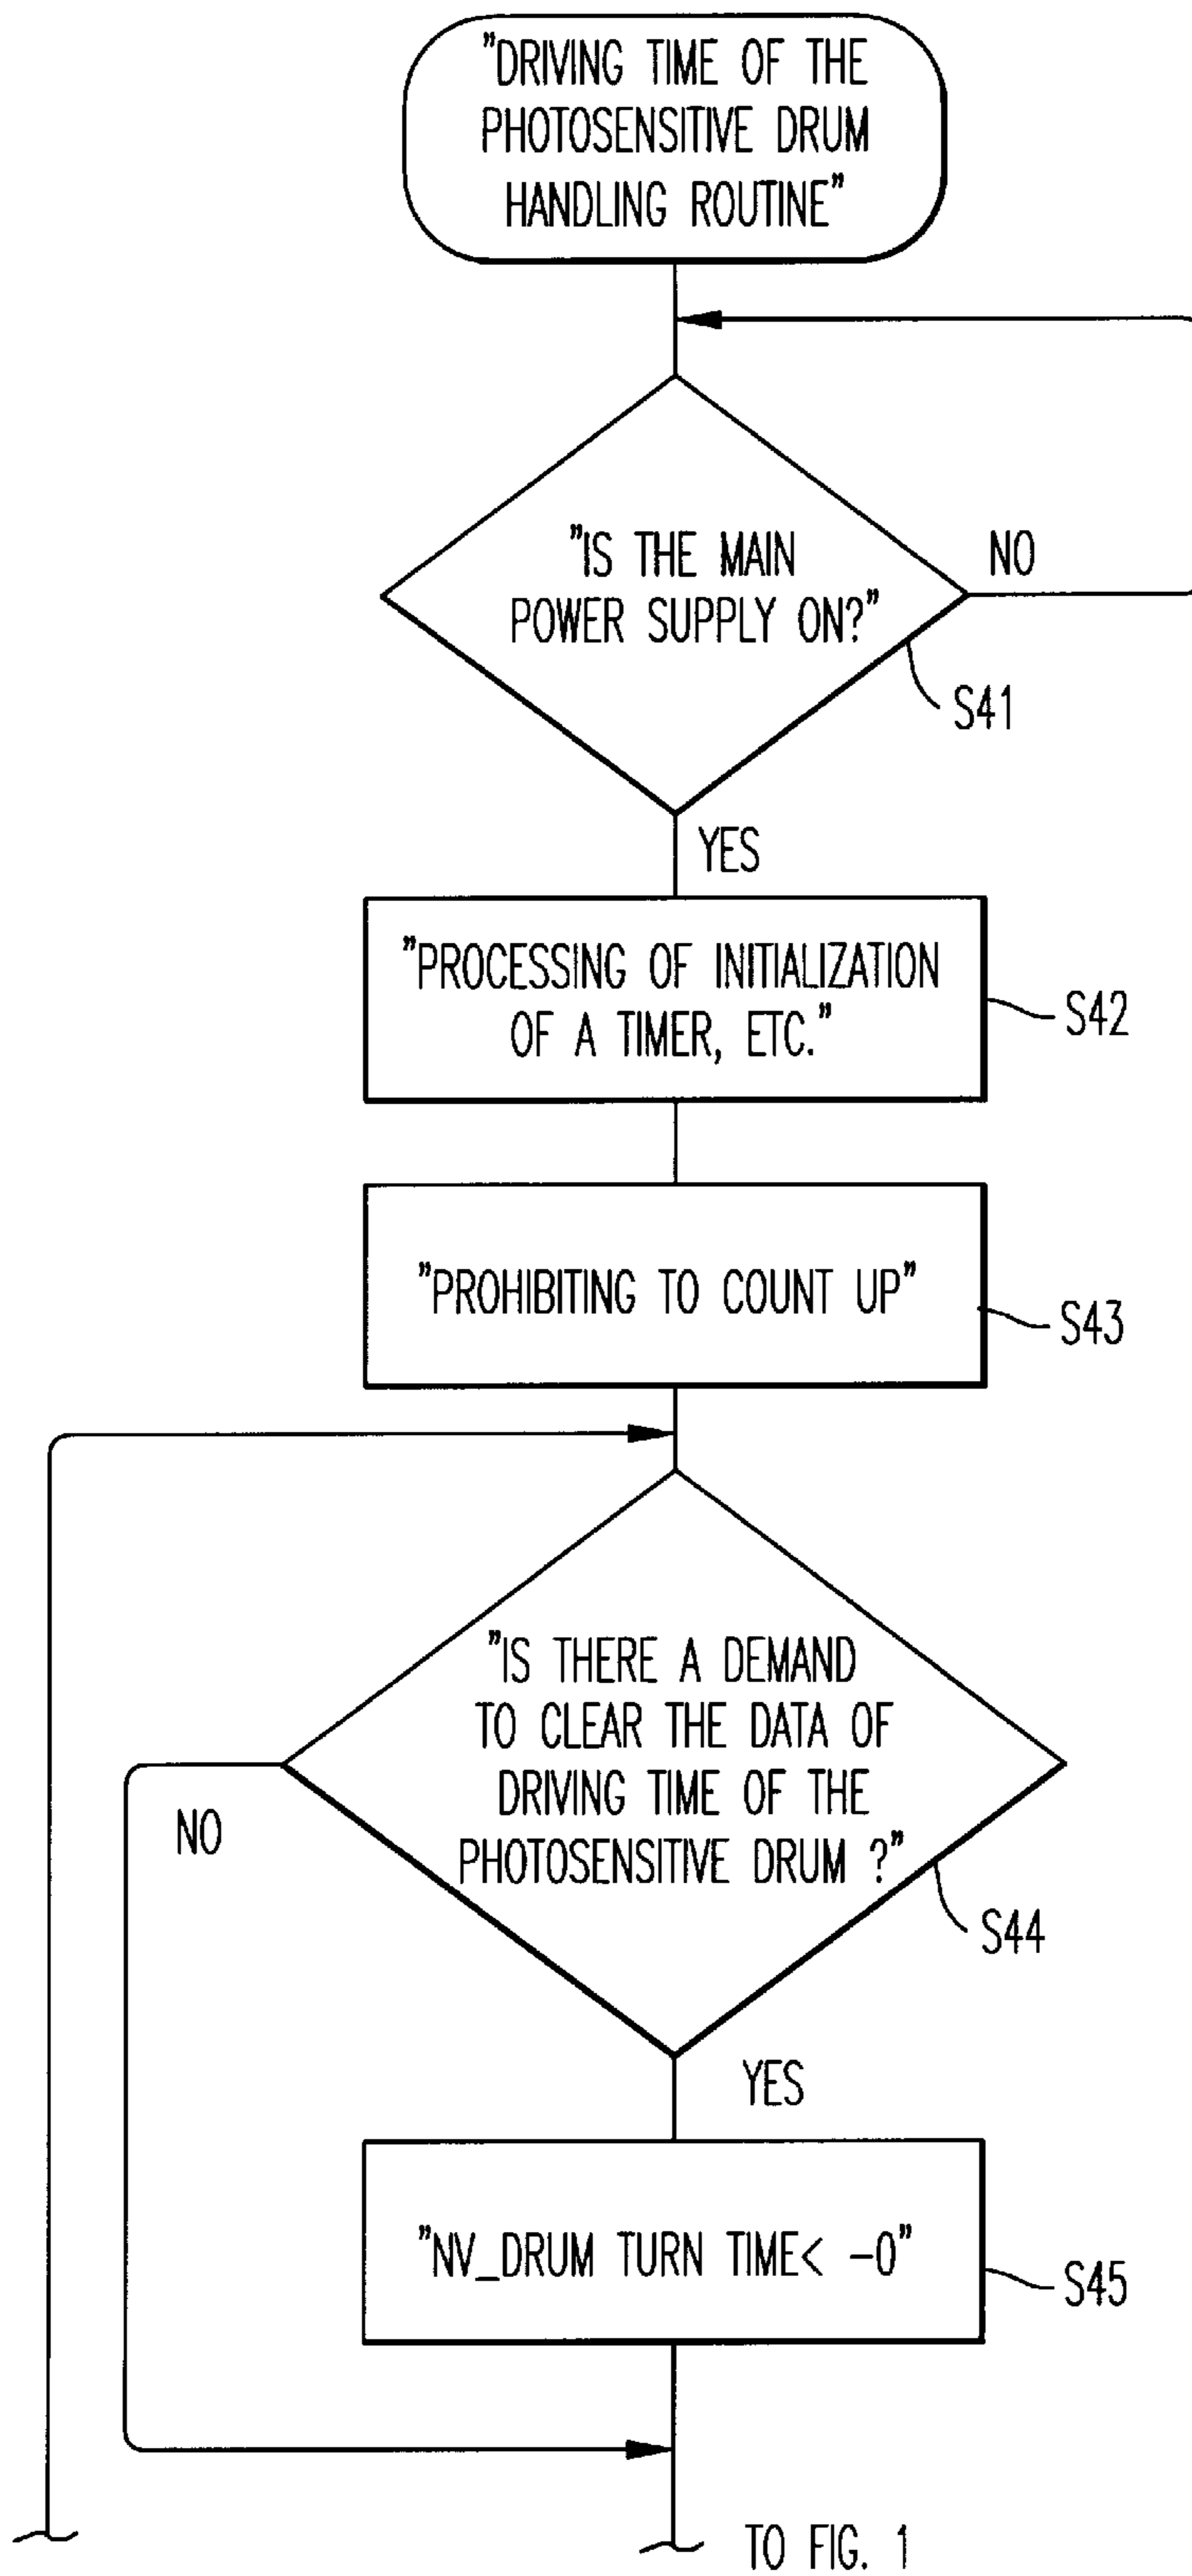 "DRIVING TIME OF THE
PHOTOSENSITIVE DRUM
HANDLING ROUTINE"
"IS THE MAIN
POWER SUPPLY ON?"
NO
S41
YES
"PROCESSING OF INITIALIZATION
OF A TIMER, ETC."
S42
"PROHIBITING TO COUNT UP"
S43
"IS THERE A DEMAND
TO CLEAR THE DATA OF
DRIVING TIME OF THE
PHOTOSENSITIVE DRUM ?"
NO
S44
YES
"NV_DRUM TURN TIME< -0"
S45
TO FIG. 1